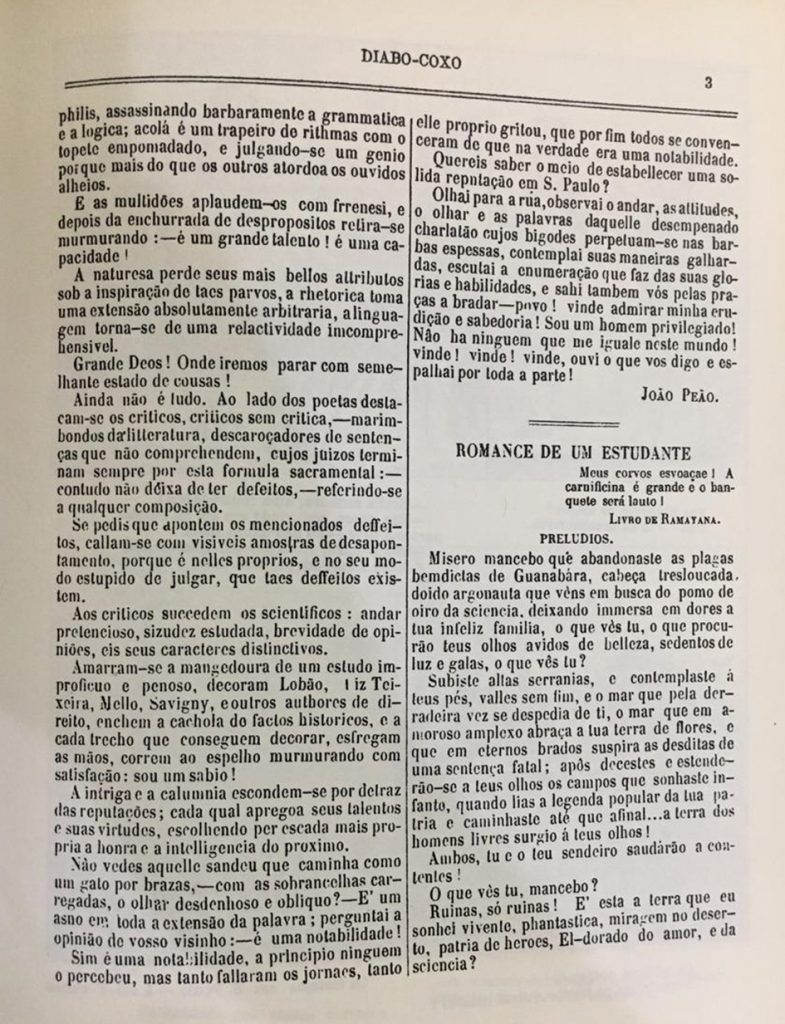 DIABO-COXO
3
philis, assassinando barbaramente a grammatica
e a logica; acolá é um trapeiro de rithmas com o
topete empomadado, e julgando-se um genio
porque mais do que os outros atordoa os ouvidos
alheios.
E as multidões aplaudem-os com frrenesi, e
depois da enchurrada de despropositos retira-se
murmurando :—é um grande talento ! é uma ca-
pacidade !
A naturesa perde seus mais bellos attributos
sob a inspiração de taes parvos, a rhetorica toma
uma extensão absolutamente arbitraria, a lingua-
gem torna-se de uma relactividade imcompre-
hensivel.
Grande Deos ! Onde iremos parar com seme-
lhante estado de cousas !
Ainda não é tudo. Ao lado dos poetas desta-
cam-se os criticos, criticos sem critica,—marim-
bondos da litteratura, descaroçadores de senten-
ças que não comprehendem, cujos juizos termi-
nam sempre por esta formula sacramental :—
comtudo não deixa de ter defeitos,—referindo-se
a qualquer composição.
Se pedis que apontem os mencionados deffei-
tos, callam-se com visiveis amostras de desapon-
tamento, porque é nelles proprios, e no seu mo-
do estupido de julgar, que taes deffeitos exis-
tem.
Aos criticos succedem os scientificos : andar
pretencioso, sizudez estudada, brevidade de opi-
niões, eis seus caracteres distinctivos.
Amarram-se a mangedoura de um estudo im-
proficuo e penoso, decoram Lobão, iz Tei-
xeira, Mello, Savigny, e outros authores de di-
reito, enchem a cachola do factos historicos, e a
cada trecho que conseguem decorar, esfregam
as mãos, correm ao espelho murmurando com
satisfação: sou um sabio !
A intriga e a calumnia escondem-se por detraz
das reputações ; cada qual apregoa seus talentos
e suas virtudes, escolhendo per escada mais pro-
pria a honra e a intelligencia do proximo.
Não vedes aquelle sandeu que caminha como
um gato por brazas,—com as sobrancelhas car-
regadas, o olhar desdenhoso e obliquo?—E' um
asno em toda a extensão da palavra ; perguntai a
opinião de vosso visinho :—é uma notabilidade !
Sim é uma notabilidade, a principio ninguem
o percebeu, mas tanto fallaram os jornaes, tanto
elle proprio gritou, que por fim todos se conven-
ceram de que na verdade era uma notabilidade.
Quereis saber o meio de estabellecer uma so-
lida reputação em S. Paulo ?
Olhai para a rua, observai o andar, as attitudes,
o olhar e as palavras daquelle desempenado
charlatão cujos bigodes perpetuam-se nas bar-
bas espessas, contemplai suas maneiras galhar-
das, escutai a enumeração que faz das suas glo-
rias e habilidades, e sahi tambem vós pelas pra-
ças a bradar—povo ! vinde admirar minha eru-
dição e sabedoria ! Sou um homem privilegiado!
Não ha ninguem que me iguale neste mundo !
vinde ! vinde ! vinde, ouvi o que vos digo e es-
palhai por toda a parte !
João Peão.
ROMANCE DE UM ESTUDANTE
Meus corvos esvoaçae ! A
carnificina é grande e o ban-
quete será lauto !
Livro de Ramayana.
PRELUDIOS.
Misero mancebo que abandonaste as plagas
bemdictas de Guanabára, cabeça tresloucada,
doido argonauta que vêns em busca do pomo de
oiro da sciencia, deixando immersa em dores a
tua infeliz familia, o que vês tu, o que procu-
rão teus olhos avidos de belleza, sedentos de
luz e galas, o que vês tu?
Subiste altas serranias, e contemplaste á
teus pés, valles sem fim, e o mar que pela der-
radeira vez se despedia de ti, o mar que em a-
moroso amplexo abraça a tua terra de flores, e
que em eternos brados suspira as desditas de
uma sentença fatal; após decestes e estende-
rão-se a teus olhos os campos que sonhaste in-
fanto, quando lias a legenda popular da tua pa-
tria e caminhaste até que afinal...a terra dos
homens livres surgio á teus olhos !
Ambos, tu e o teu sendeiro saudárão a con-
tentes !
O que vês tu, mancebo ?
Ruinas, só ruinas ! E' esta a terra que eu
sonhei vivente, phantastica, miragem no deser-
to, patria de heroes, El-dorado do amor, e da
sciencia?